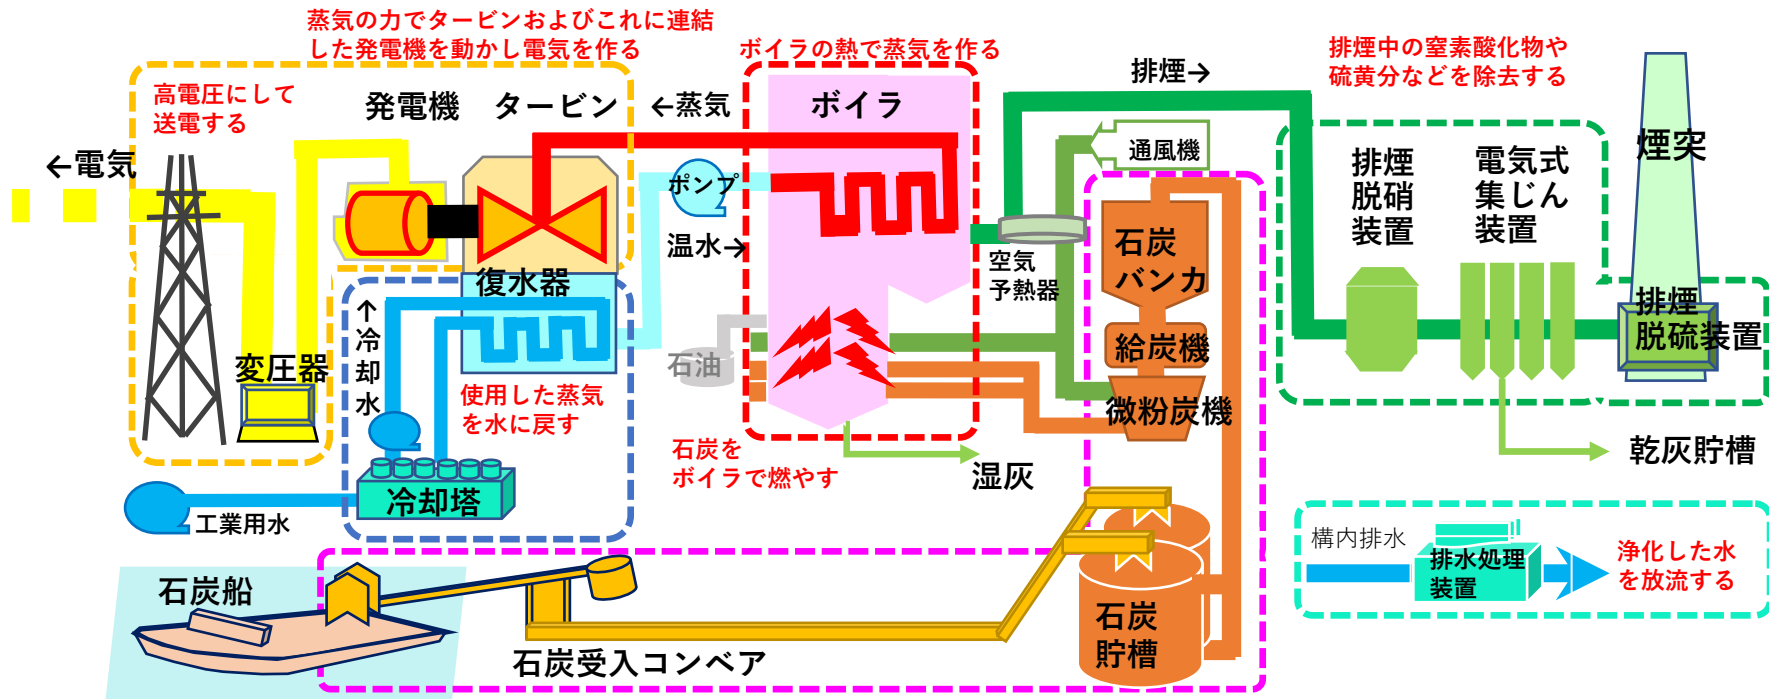 蒸気の力でタービンおよびこれに連結
した発電機を動かし電気を作る
高電圧にして
送電する
発電機
タービン
←電気
変圧器
←蒸気
ボイラの熱で蒸気を作る
ボイラ
ポンプ
温水→
復水器
使用した蒸気
を水に戻す
↑冷却水
冷却塔
工業用水
石油
石炭を
ボイラで燃やす
湿灰
排煙→
通風機
空気
予熱器
石炭
バンカ
給炭機
微粉炭機
排煙中の窒素酸化物や
硫黄分などを除去する
排煙
脱硝
装置
電気式
集じん
装置
煙突
排煙
脱硫装置
乾灰貯槽
石炭船
石炭受入コンベア
石炭
貯槽
構内排水
排水処理
装置
浄化した水
を放流する